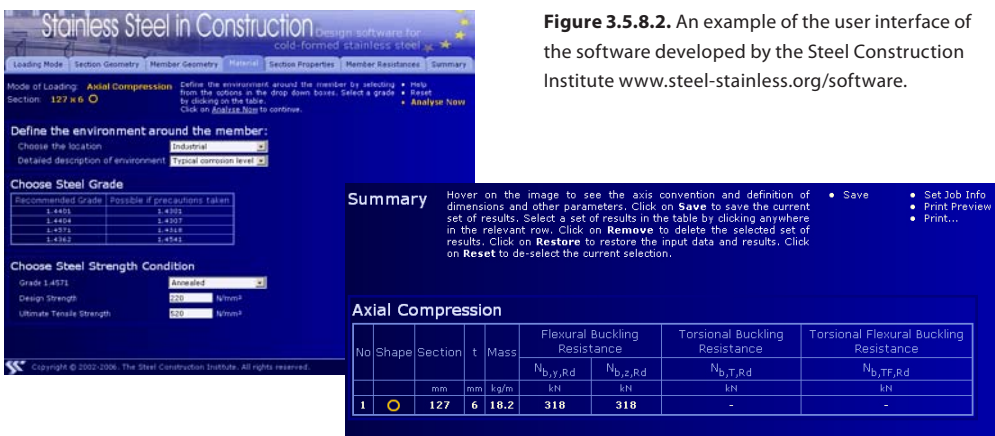 Stainless Steel in Construction Design software for
cold-formed stainless steel
Loading Mode Section Geometry Member Geometry Material Section Properties Member Resistances Summary
Mode of Loading: Axial Compression
Section: 127 x 6 O
Define the environment around the member by selecting
from the options in the drop down boxes. Select a grade
by clicking on the table.
Click on Analyse Now to continue.
• Help
• Reset
• Analyse Now
Define the environment around the member:
Choose the location Industrial
Detailed description of environment Typical corrosion level
Choose Steel Grade
Recommended Grade Possible if precautions taken
1.4401 1.4301
1.4404 1.4307
1.4571 1.4318
1.4362 1.4541
Choose Steel Strength Condition
Grade 1.4571 Annealed
Design Strength 220 N/mm²
Ultimate Tensile Strength 520 N/mm²
Copyright © 2002-2006. The Steel Construction Institute. All rights reserved.
Figure 3.5.8.2. An example of the user interface of
the software developed by the Steel Construction
Institute www.steel-stainless.org/software.
Summary
Hover on the image to see the axis convention and definition of
dimensions and other parameters. Click on Save to save the current
set of results. Select a set of results in the table by clicking anywhere
in the relevant row. Click on Remove to delete the selected set of
results. Click on Restore to restore the input data and results. Click
on Reset to de-select the current selection.
• Save
• Set Job Info
• Print Preview
• Print...
Axial Compression
No Shape Section t Mass Flexural Buckling Resistance Torsional Buckling Resistance Torsional Flexural Buckling Resistance
Nb,y,Rd Nb,z,Rd Nb,T,Rd Nb,TF,Rd
mm mm kg/m kN kN kN kN
1 O 127 6 18.2 318 318 - -